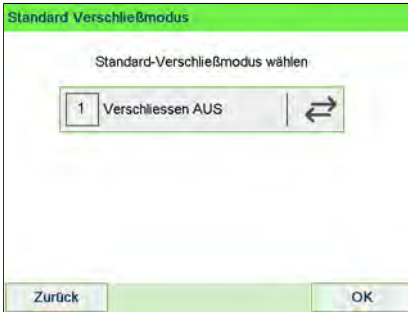 Standard Verschließmodus
Standard-Verschließmodus wählen
1 Verschliessen AUS
Zurück OK